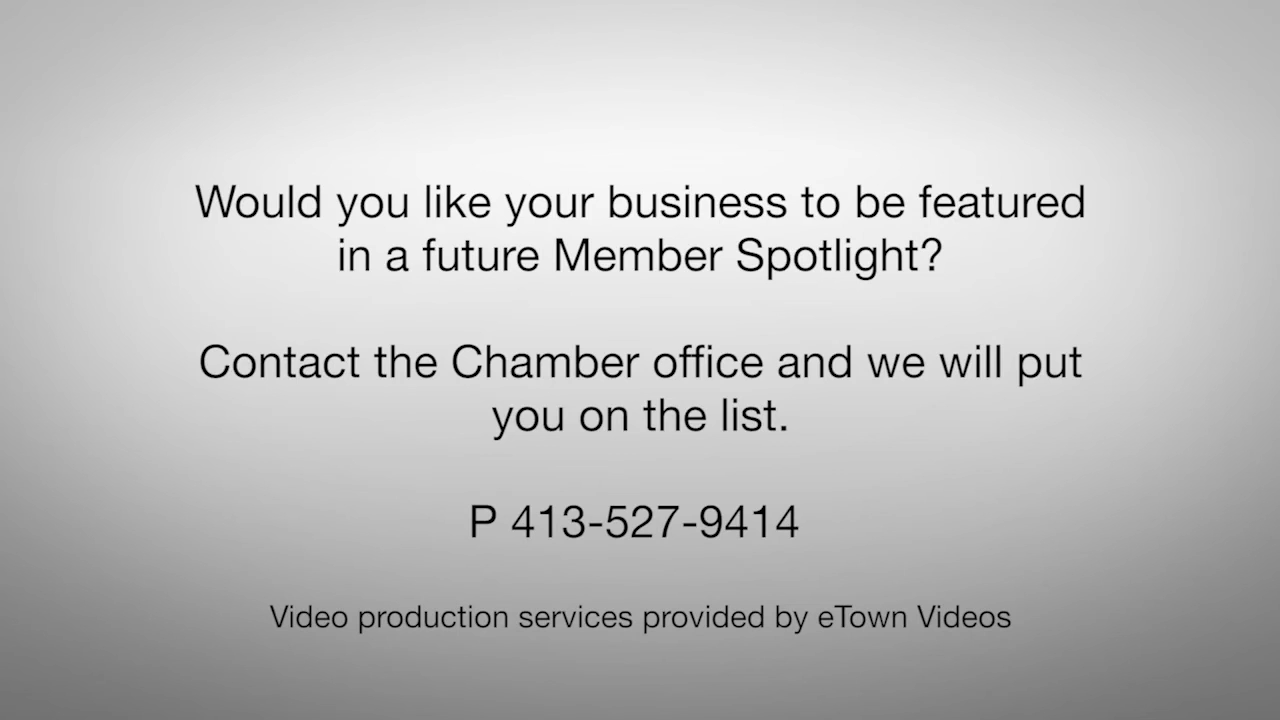 Would you like your business to be featured
in a future Member Spotlight?
Contact the Chamber office and we will put
you on the list.
P 413-527-9414
Video production services provided by eTown Videos